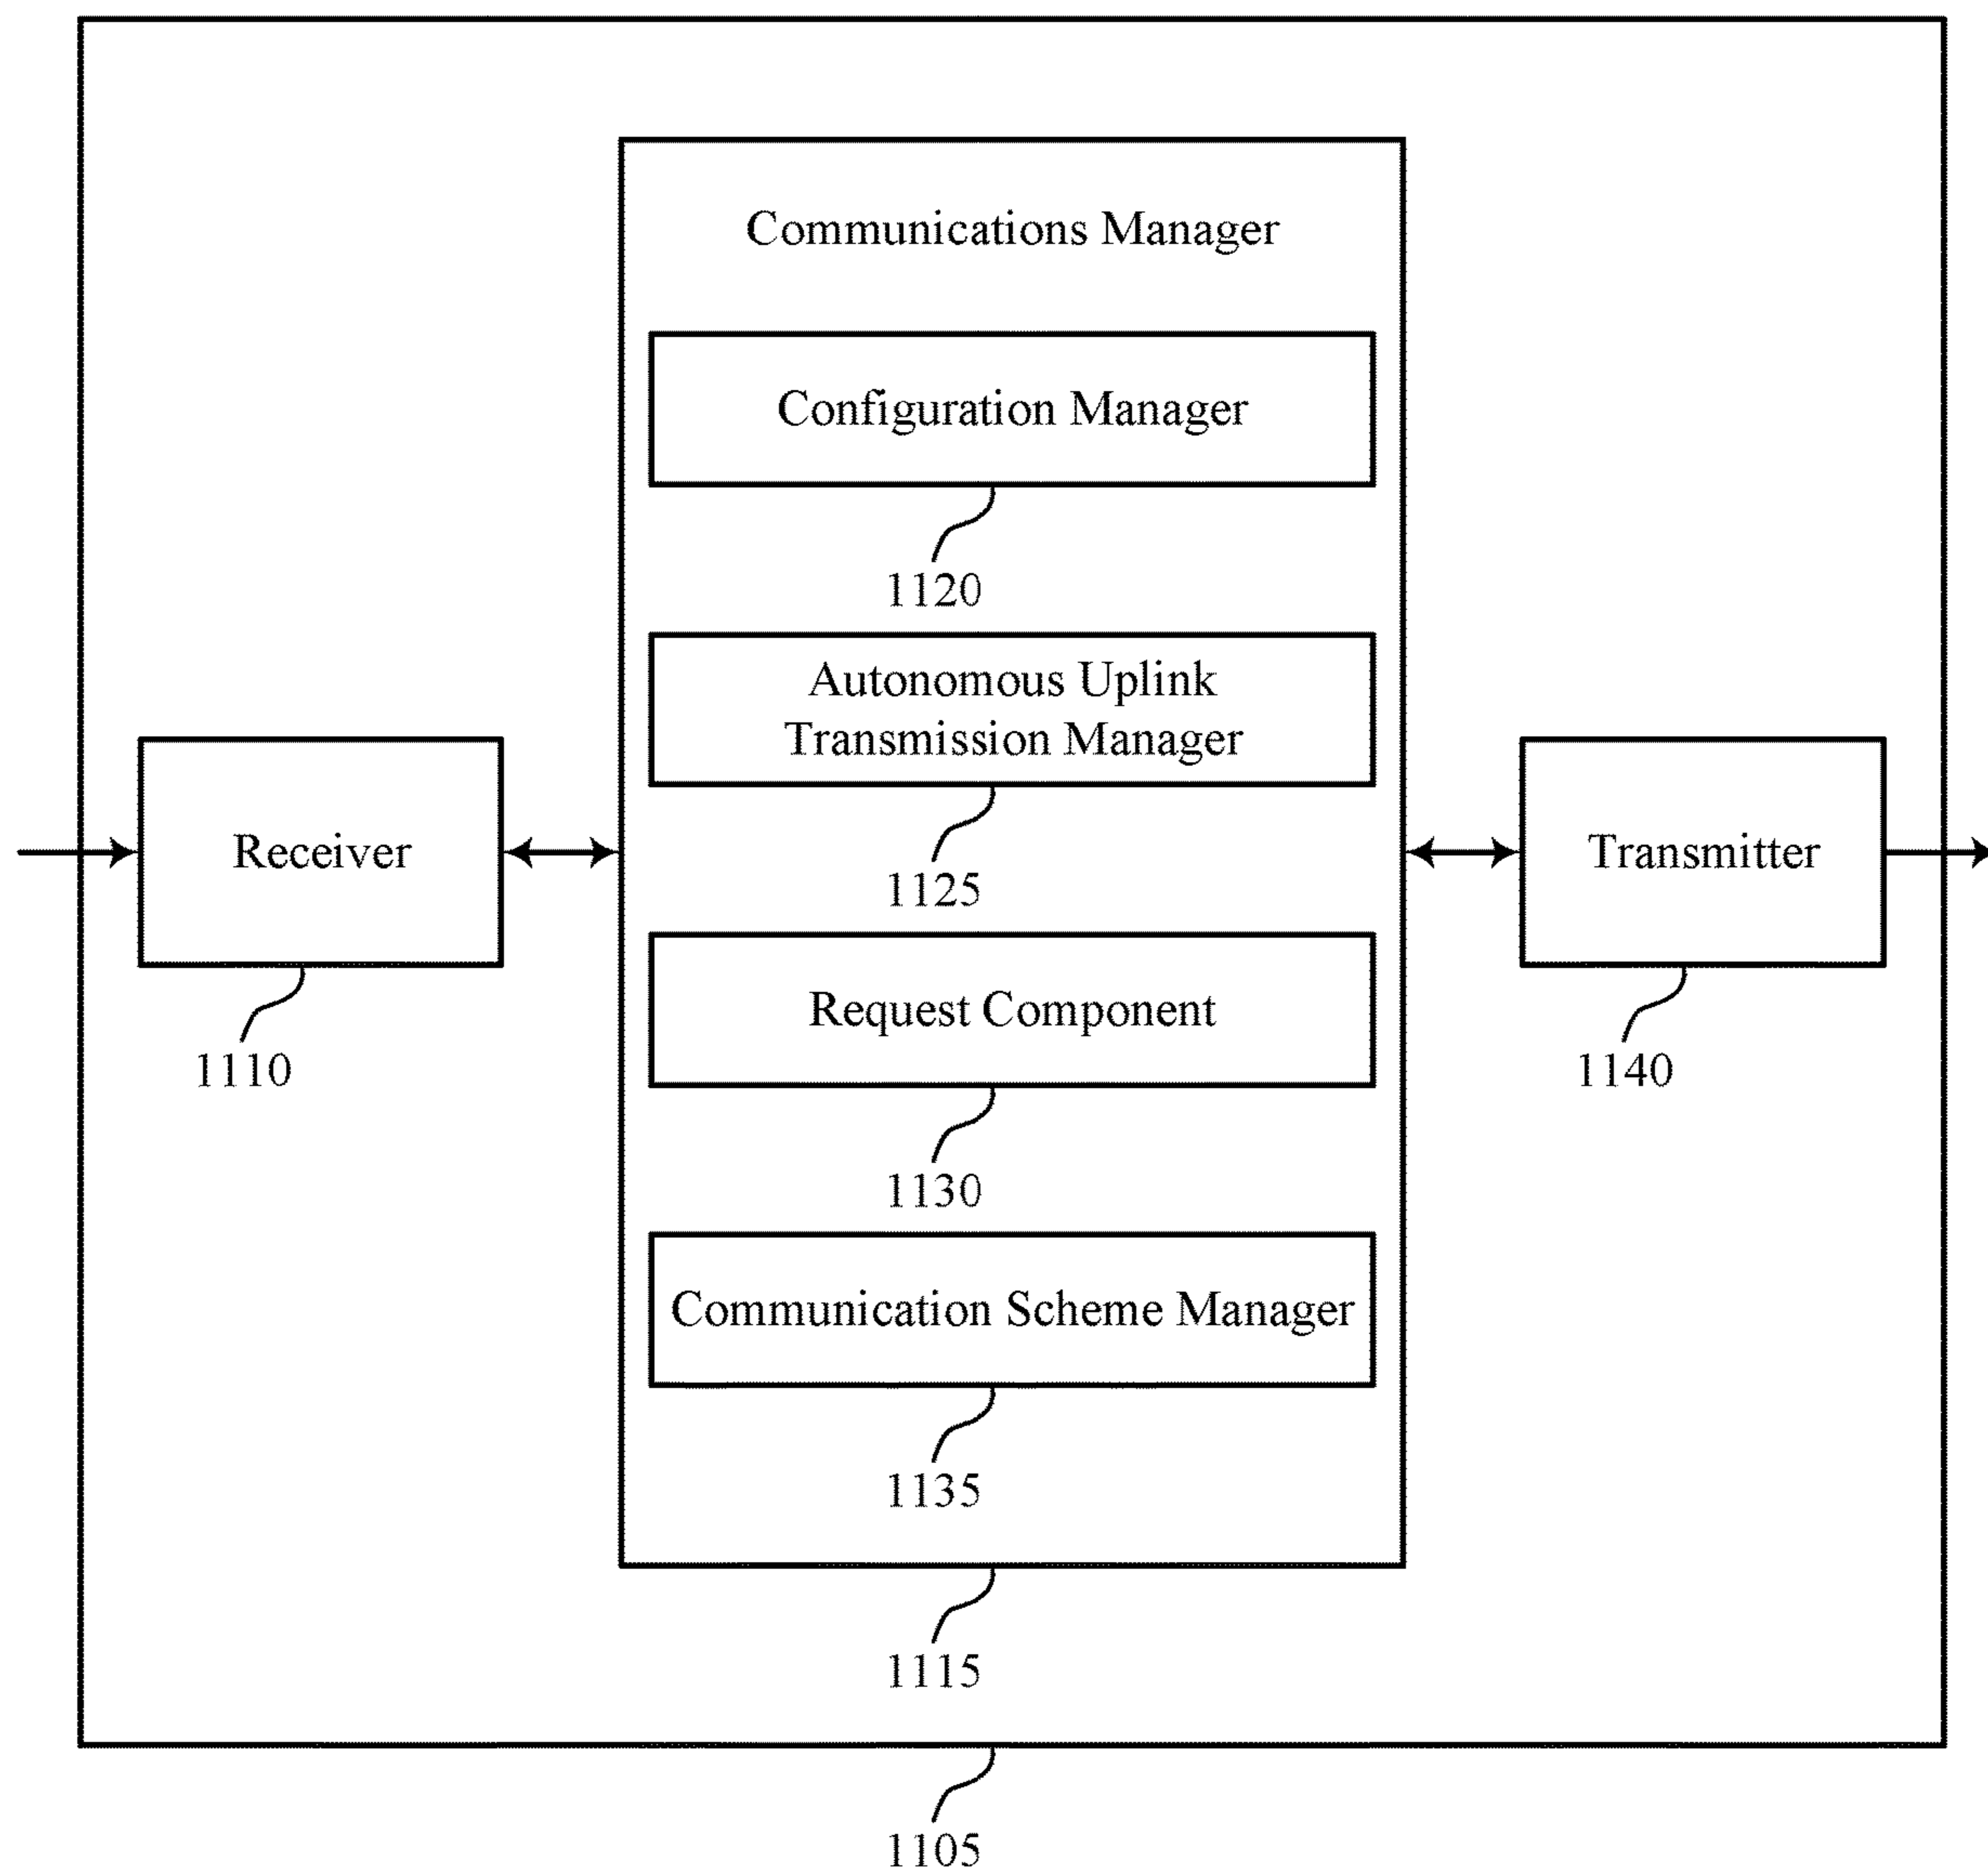 Communications Manager
Configuration Manager
1120
Autonomous Uplink
Transmission Manager
1125
Receiver
1110
Transmitter
1140
Request Component
1130
Communication Scheme Manager
1135
1115
1105